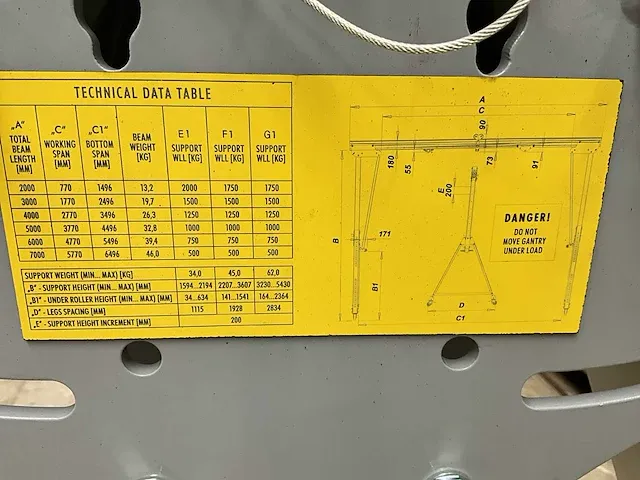 TECHNICAL DATA TABLE
„A" TOTAL BEAM LENGTH [MM]
„C" WORKING SPAN [MM]
„C1" BOTTOM SPAN [MM]
BEAM WEIGHT [KG]
E1 SUPPORT WLL [KG]
F1 SUPPORT WLL [KG]
G1 SUPPORT WLL [KG]
2000 770 1496 13,2 2000 1750 1750
3000 1770 2496 19,7 1500 1500 1500
4000 2770 3496 26,3 1250 1250 1250
5000 3770 4496 32,8 1000 1000 1000
6000 4770 5496 39,4 750 750 750
7000 5770 6496 46,0 500 500 500
SUPPORT WEIGHT (MIN... MAX) [KG] 34,0 45,0 62,0
„B" - SUPPORT HEIGHT (MIN... MAX) [MM] 1594...2194 2207...3607 3230...5430
„B1" - UNDER ROLLER HEIGHT (MIN... MAX) [MM] 34...634 141...1541 164...2364
„D" - LEGS SPACING [MM] 1115 1928 2834
„E" - SUPPORT HEIGHT INCREMENT [MM] 200
A
C
90
180
55
73
91
E
200
B
171
B1
D
C1
DANGER!
DO NOT
MOVE GANTRY
UNDER LOAD